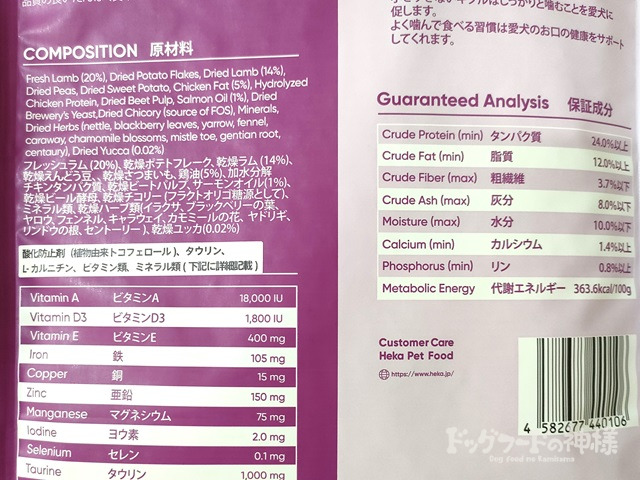 COMPOSITION 原材料
Fresh Lamb (20%), Dried Potato Flakes, Dried Lamb (14%),
Dried Peas, Dried Sweet Potato, Chicken Fat (5%), Hydrolyzed
Chicken Protein, Dried Beet Pulp, Salmon Oil (1%), Dried
Brewery's Yeast,Dried Chicory (source of FOS), Minerals,
Dried Herbs (nettle, blackberry leaves, yarrow, fennel,
caraway, chamomile blossoms, mistle toe, gentian root,
centaury), Dried Yucca (0.02%)
フレッシュラム (20%)、乾燥ポテトフレーク、乾燥ラム (14%)、
乾燥えんどう豆、、乾燥さつまいも、鶏油(5%)、加水分解
チキンタンパク質、乾燥ビートパルプ、サーモンオイル(1%)、
乾燥ビール酵母、乾燥チコリー(フラクトオリゴ糖源として)、
ミネラル類、乾燥ハーブ類(イラクサ、ブラックベリーの葉、
ヤロウ、フェンネル、キャラウェイ、カモミールの花、ヤドリギ、
リンドウの根、セントーリー)、乾燥ユッカ(0.02%)
酸化防止剤 (植物由来トコフェロール)、タウリン、
L-カルニチン、ビタミン類、ミネラル類 (下記に詳細記載)
Vitamin A ビタミンA 18,000 IU
Vitamin D3 ビタミンD3 1,800 IU
Vitamin E ビタミンE 400 mg
Iron 鉄 105 mg
Copper 銅 15 mg
Zinc 亜鉛 150 mg
Manganese マグネシウム 75 mg
Iodine ヨウ素 2.0 mg
Selenium セレン 0.1 mg
Taurine タウリン 1,000 mg
しっかりと噛むことを愛犬に
促します。
よく噛んで食べる習慣は愛犬のお口の健康をサポート
してくれます。
Guaranteed Analysis 保証成分
Crude Protein (min) タンパク質 24.0%以上
Crude Fat (min) 脂質 12.0%以上
Crude Fiber (max) 粗繊維 3.7%以下
Crude Ash (max) 灰分 8.0%以下
Moisture (max) 水分 10.0%以下
Calcium (min) カルシウム 1.4%以上
Phosphorus (min) リン 0.8%以上
Metabolic Energy 代謝エネルギー 363.6kcal/100g
Customer Care
Heka Pet Food
https://www.heka.jp/
4 582677 440106
ドッグフードの神様
Dog Food no Kamisama